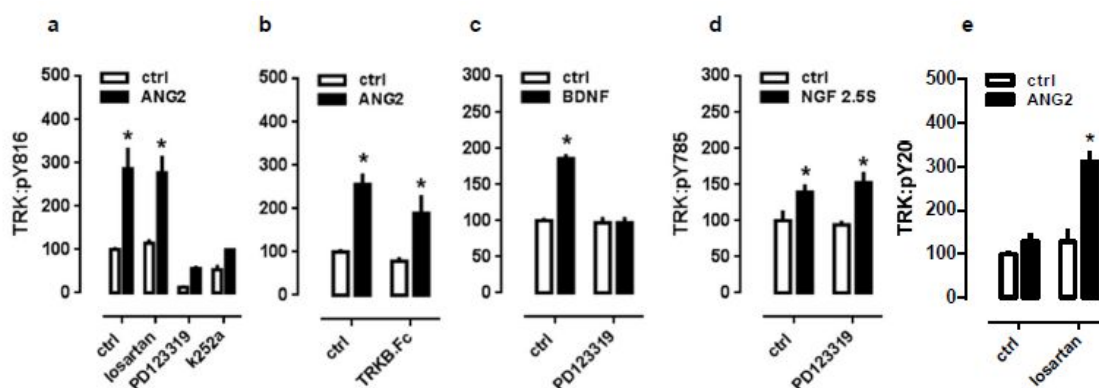 a
b
c
d
e
TRK:pY816
500
400
300
200
100
0
ctrl
ANG2
*
*
ctrl
losartan
PD123319
k252a
500
400
300
200
100
0
ctrl
ANG2
*
*
ctrl
TRKB.Fc
300
250
200
150
100
50
0
ctrl
BDNF
*
ctrl
PD123319
TRK:pY785
300
250
200
150
100
50
0
ctrl
NGF 2.5S
*
*
ctrl
PD123319
TRK:pY20
500
400
300
200
100
0
ctrl
ANG2
*
ctrl
losartan